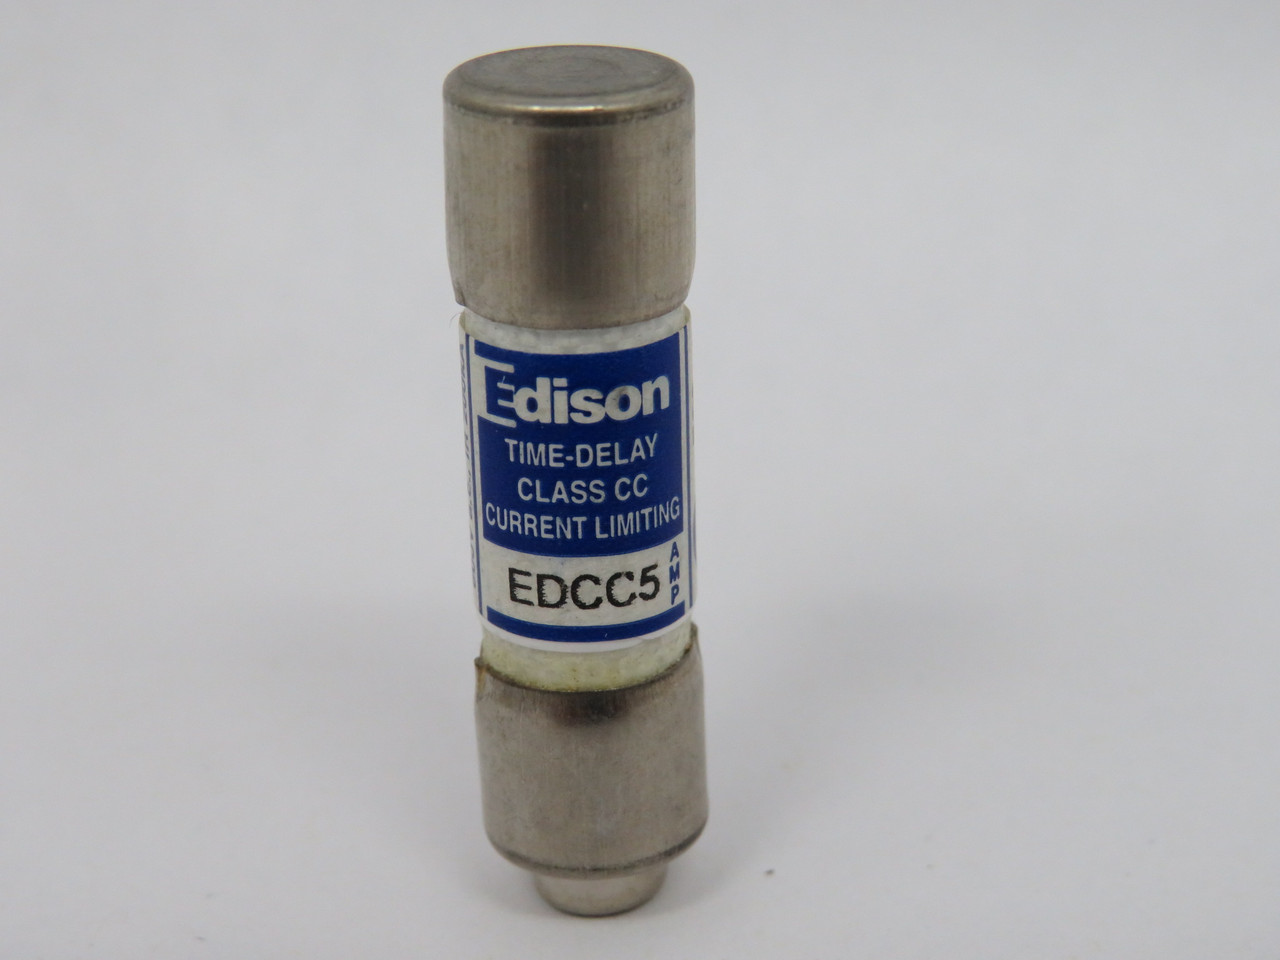 Edison
TIME-DELAY
CLASS CC
CURRENT LIMITING
EDCC5
AMP